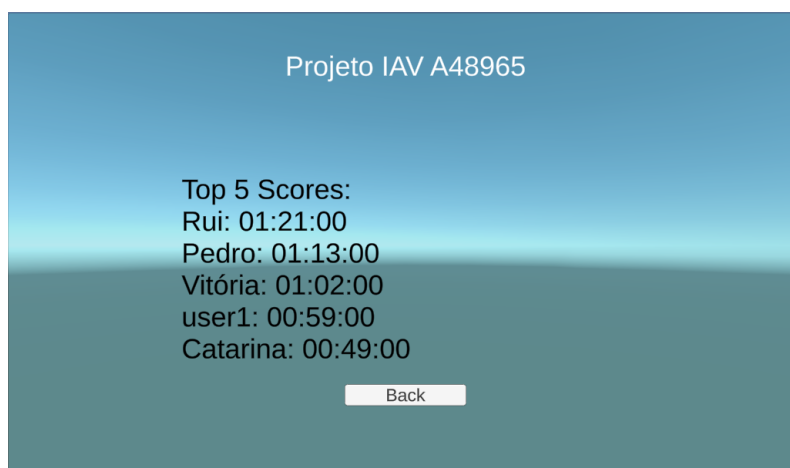 Projeto IAV A48965
Top 5 Scores:
Rui: 01:21:00
Pedro: 01:13:00
Vitória: 01:02:00
user1: 00:59:00
Catarina: 00:49:00
Back